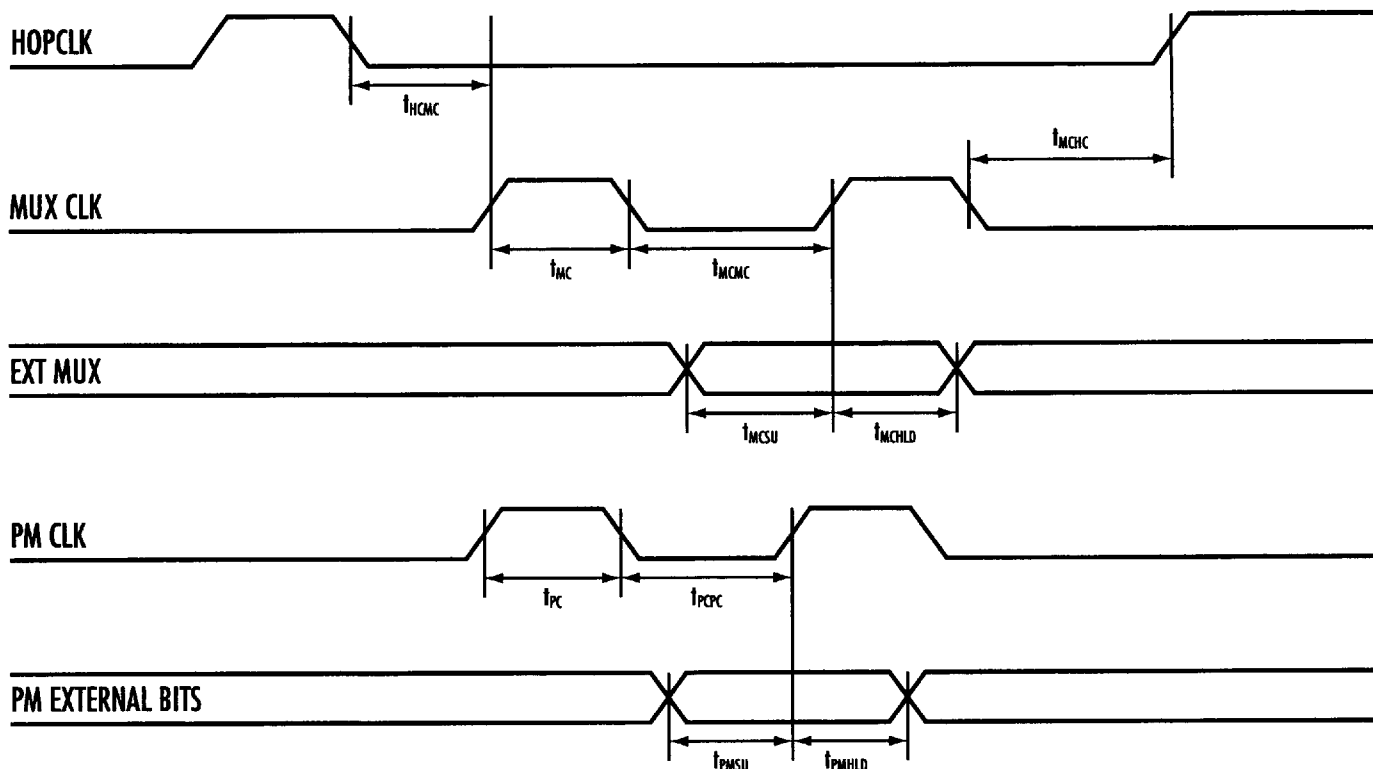 HOPCLK
tHCMC
tMCHC
MUX CLK
tMC
tMCMC
EXT MUX
tMCSU
tMCHLD
PM CLK
tPC
tPCPC
PM EXTERNAL BITS
tPMSU
tPMHLD